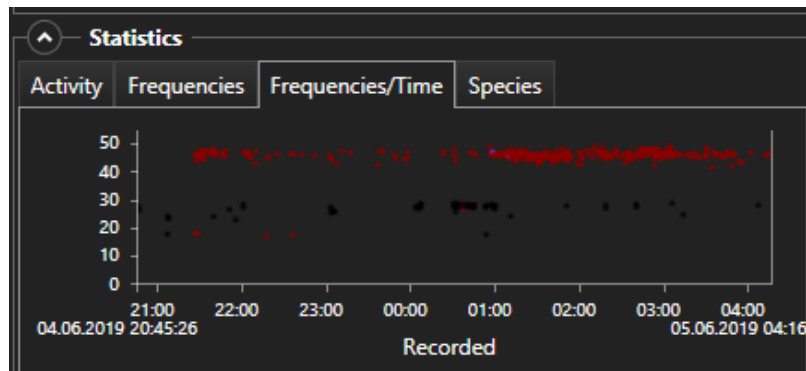 Statistics
Activity Frequencies Frequencies/Time Species
50
40
30
20
10
0
21:00 22:00 23:00 00:00 01:00 02:00 03:00 04:00
04.06.2019 20:45:26 05.06.2019 04:16
Recorded